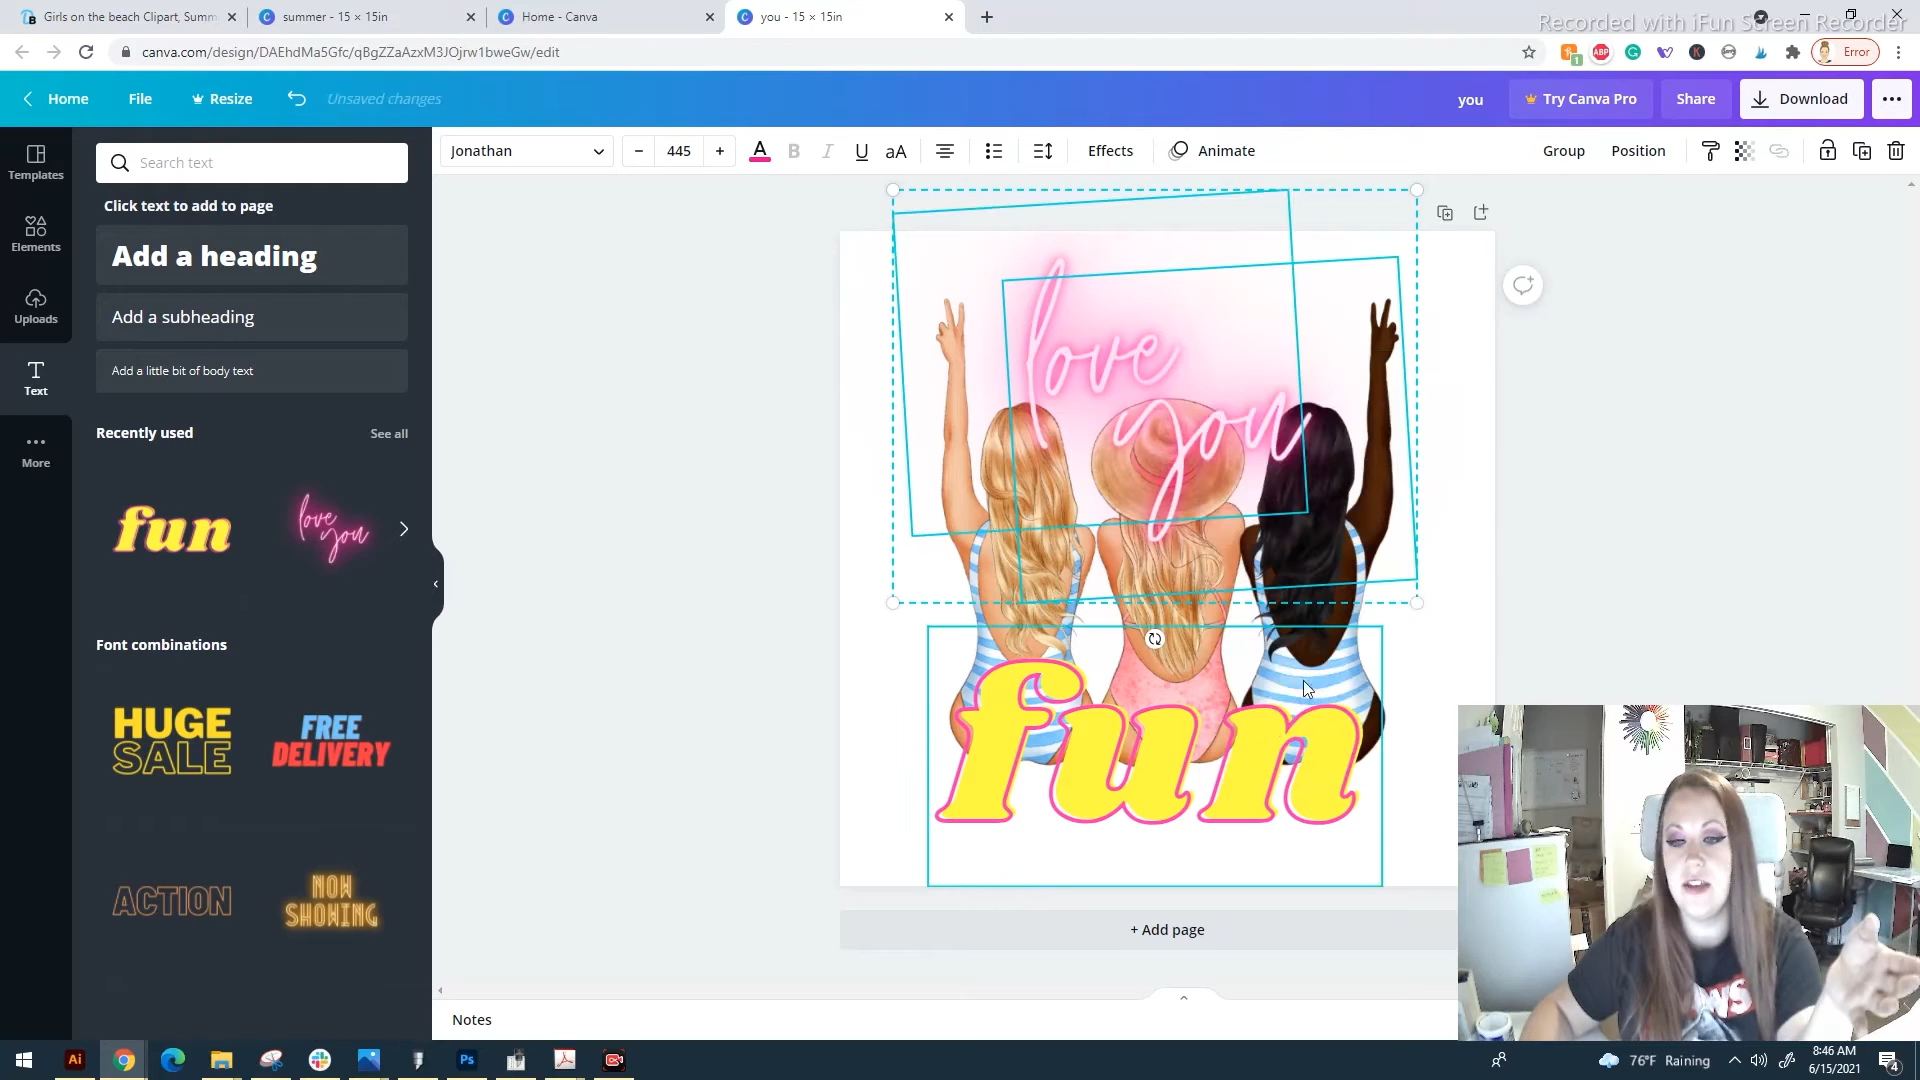 Girls on the beach Clipart, Summ
summer - 15 × 15in
Home - Canva
you - 15 × 15in
Recorded with iFun Screen Recorder
canva.com/design/DAEhdMa5Gfc/qBgZZaAzxM3JOjrw1bweGw/edit
ABP
Error
Home
File
Resize
Unsaved changes
you
Try Canva Pro
Share
Download
Templates
Elements
Uploads
Text
More
Search text
Jonathan
445
A
B
I
U
aA
Effects
Animate
Group
Position
Click text to add to page
Add a heading
Add a subheading
Add a little bit of body text
Recently used
See all
fun
love
you
Font combinations
HUGE
SALE
FREE
DELIVERY
ACTION
NOW
SHOWING
love
you
fun
+ Add page
Notes
Ai
Ps
76°F Raining
8:46 AM
6/15/2021
4